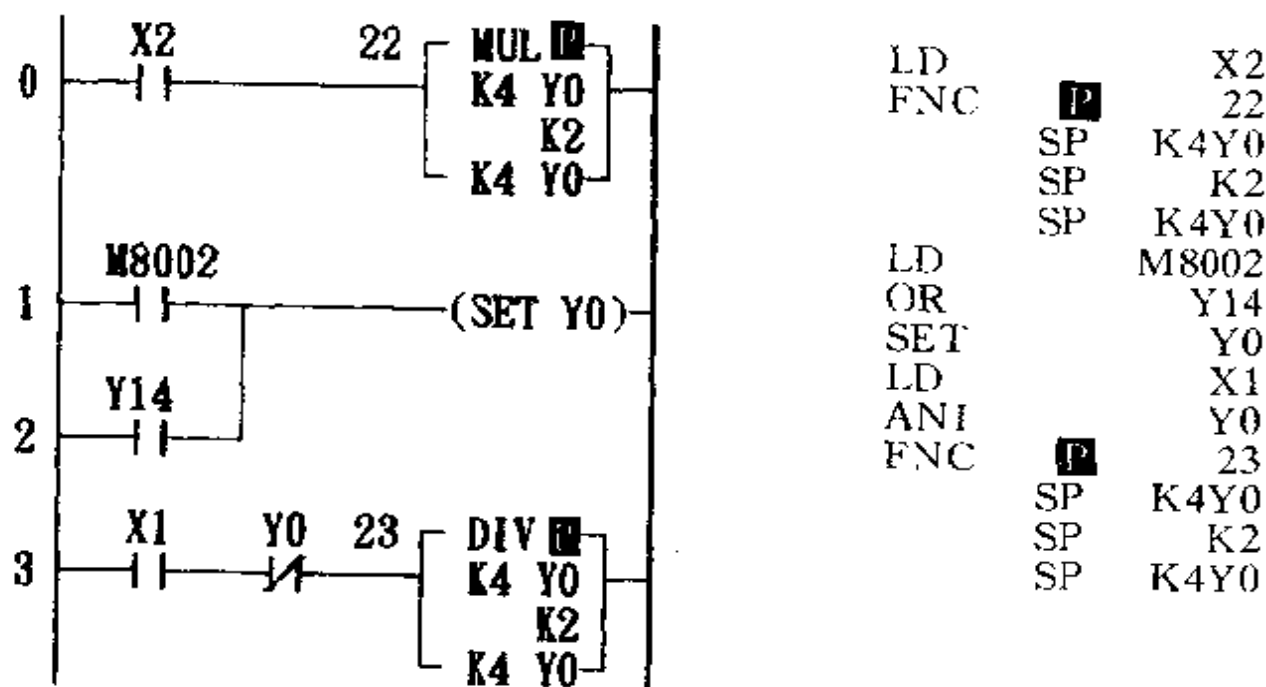 X2 22 MUL P
0 K4 Y0
K2
K4 Y0
M8002
1 (SET Y0)
Y14
2
X1 Y0 23 DIV P
3 K4 Y0
K2
K4 Y0
LD X2
FNC P 22
SP K4Y0
SP K2
SP K4Y0
LD M8002
OR Y14
SET Y0
LD X1
ANI Y0
FNC P 23
SP K4Y0
SP K2
SP K4Y0